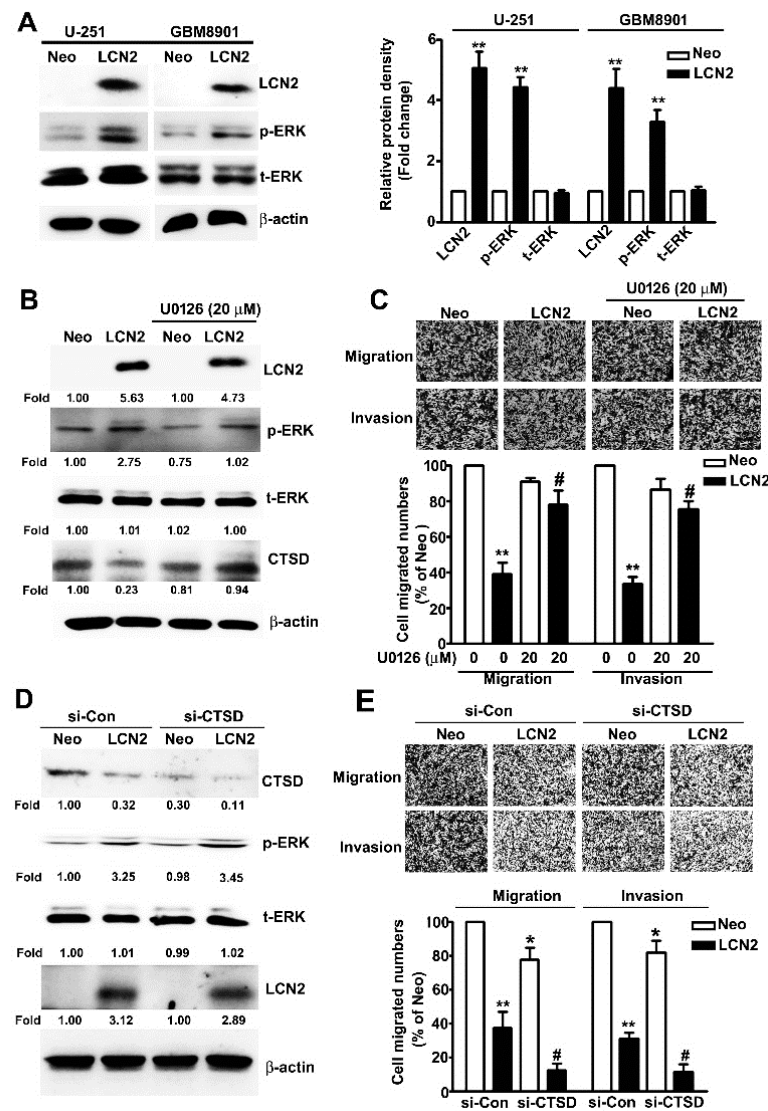 A
U-251 GBM8901
Neo LCN2 Neo LCN2
LCN2
p-ERK
t-ERK
β-actin
U-251 GBM8901
Neo
LCN2
Relative protein density
(Fold change)
6
4
2
0
** ** ** **
LCN2 p-ERK t-ERK LCN2 p-ERK t-ERK
B
U0126 (20 μM)
Neo LCN2 Neo LCN2
LCN2
Fold 1.00 5.63 1.00 4.73
p-ERK
Fold 1.00 2.75 0.75 1.02
t-ERK
Fold 1.00 1.01 1.02 1.00
CTSD
Fold 1.00 0.23 0.81 0.94
β-actin
C
U0126 (20 μM)
Neo LCN2 Neo LCN2
Migration
Invasion
Neo
LCN2
Cell migrated numbers
(% of Neo)
100
80
60
40
20
0
** # ** #
U0126 (μM) 0 0 20 20 0 0 20 20
Migration Invasion
D
si-Con si-CTSD
Neo LCN2 Neo LCN2
CTSD
Fold 1.00 0.32 0.30 0.11
p-ERK
Fold 1.00 3.25 0.98 3.45
t-ERK
Fold 1.00 1.01 0.99 1.02
LCN2
Fold 1.00 3.12 1.00 2.89
β-actin
E
si-Con si-CTSD
Neo LCN2 Neo LCN2
Migration
Invasion
Migration Invasion
Neo
LCN2
Cell migrated numbers
(% of Neo)
100
80
60
40
20
0
** * # ** * #
si-Con si-CTSD si-Con si-CTSD